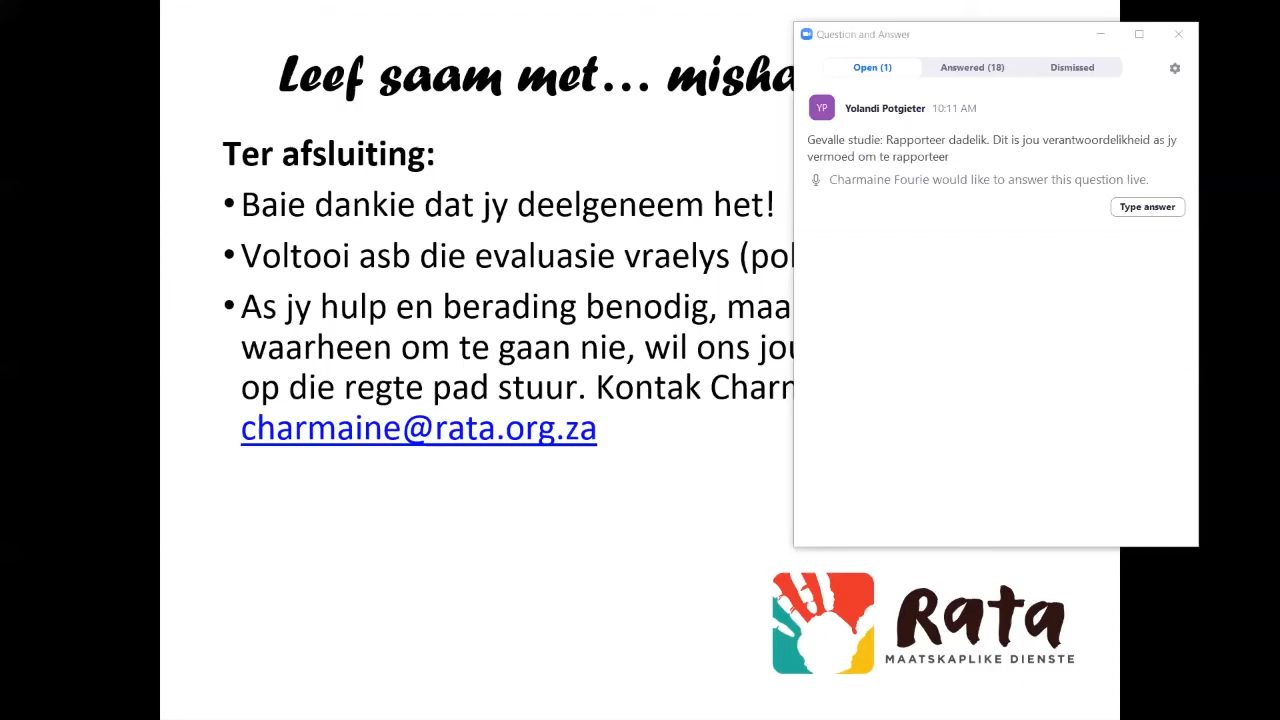 Leef saam met... misha
Ter afsluiting:
• Baie dankie dat jy deelgeneem het!
• Voltooi asb die evaluasie vraelys (pol
• As jy hulp en berading benodig, maa
waarheen om te gaan nie, wil ons jou
op die regte pad stuur. Kontak Charm
charmaine@rata.org.za
Question and Answer
Open (1) Answered (18) Dismissed
YP Yolandi Potgieter 10:11 AM
Gevalle studie: Rapporteer dadelik. Dit is jou verantwoordelikheid as jy
vermoed om te rapporteer
Charmaine Fourie would like to answer this question live.
Type answer
Rata
MAATSKAPLIKE DIENSTE